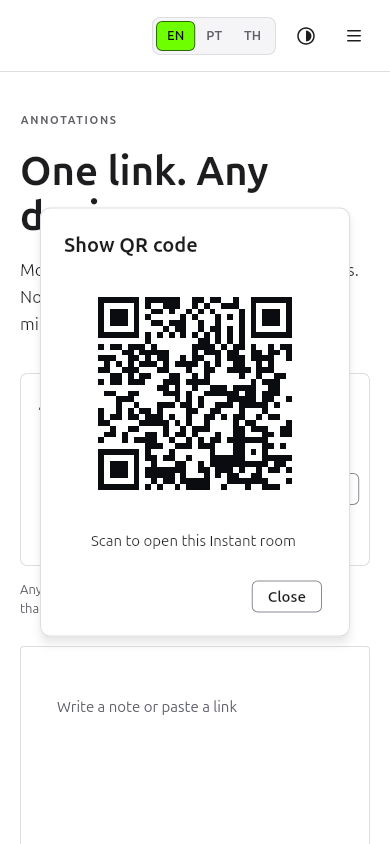 EN PT TH
ANNOTATIONS
One link. Any
Show QR code
Scan to open this Instant room
Close
Write a note or paste a link